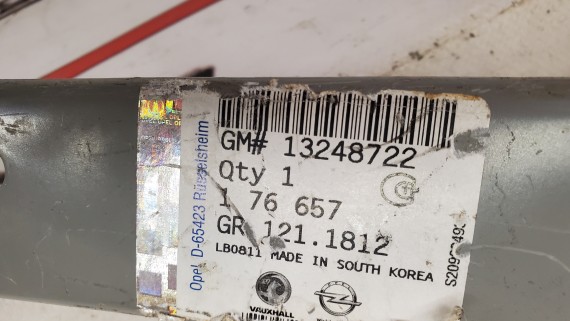 GM# 13248722
Qty 1
1 76 657
GR 121.1812
LB0811 MADE IN SOUTH KOREA
VAUXHALL
Opel D-65423 Rüsselsheim